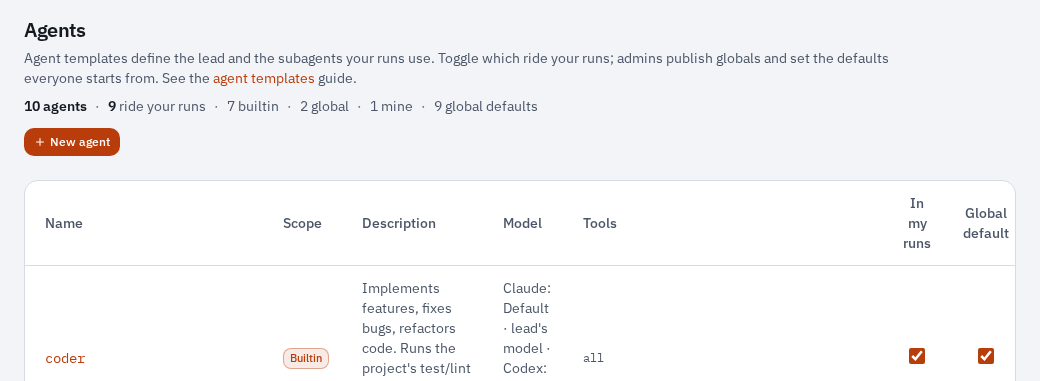 Agents
Agent templates define the lead and the subagents your runs use. Toggle which ride your runs; admins publish globals and set the defaults
everyone starts from. See the agent templates guide.
10 agents · 9 ride your runs · 7 builtin · 2 global · 1 mine · 9 global defaults
+ New agent
Name Scope Description Model Tools In my runs Global default
coder Builtin
Implements
features, fixes
bugs, refactors
code. Runs the
project's test/lint
Claude:
Default
· lead's
model ·
Codex:
all